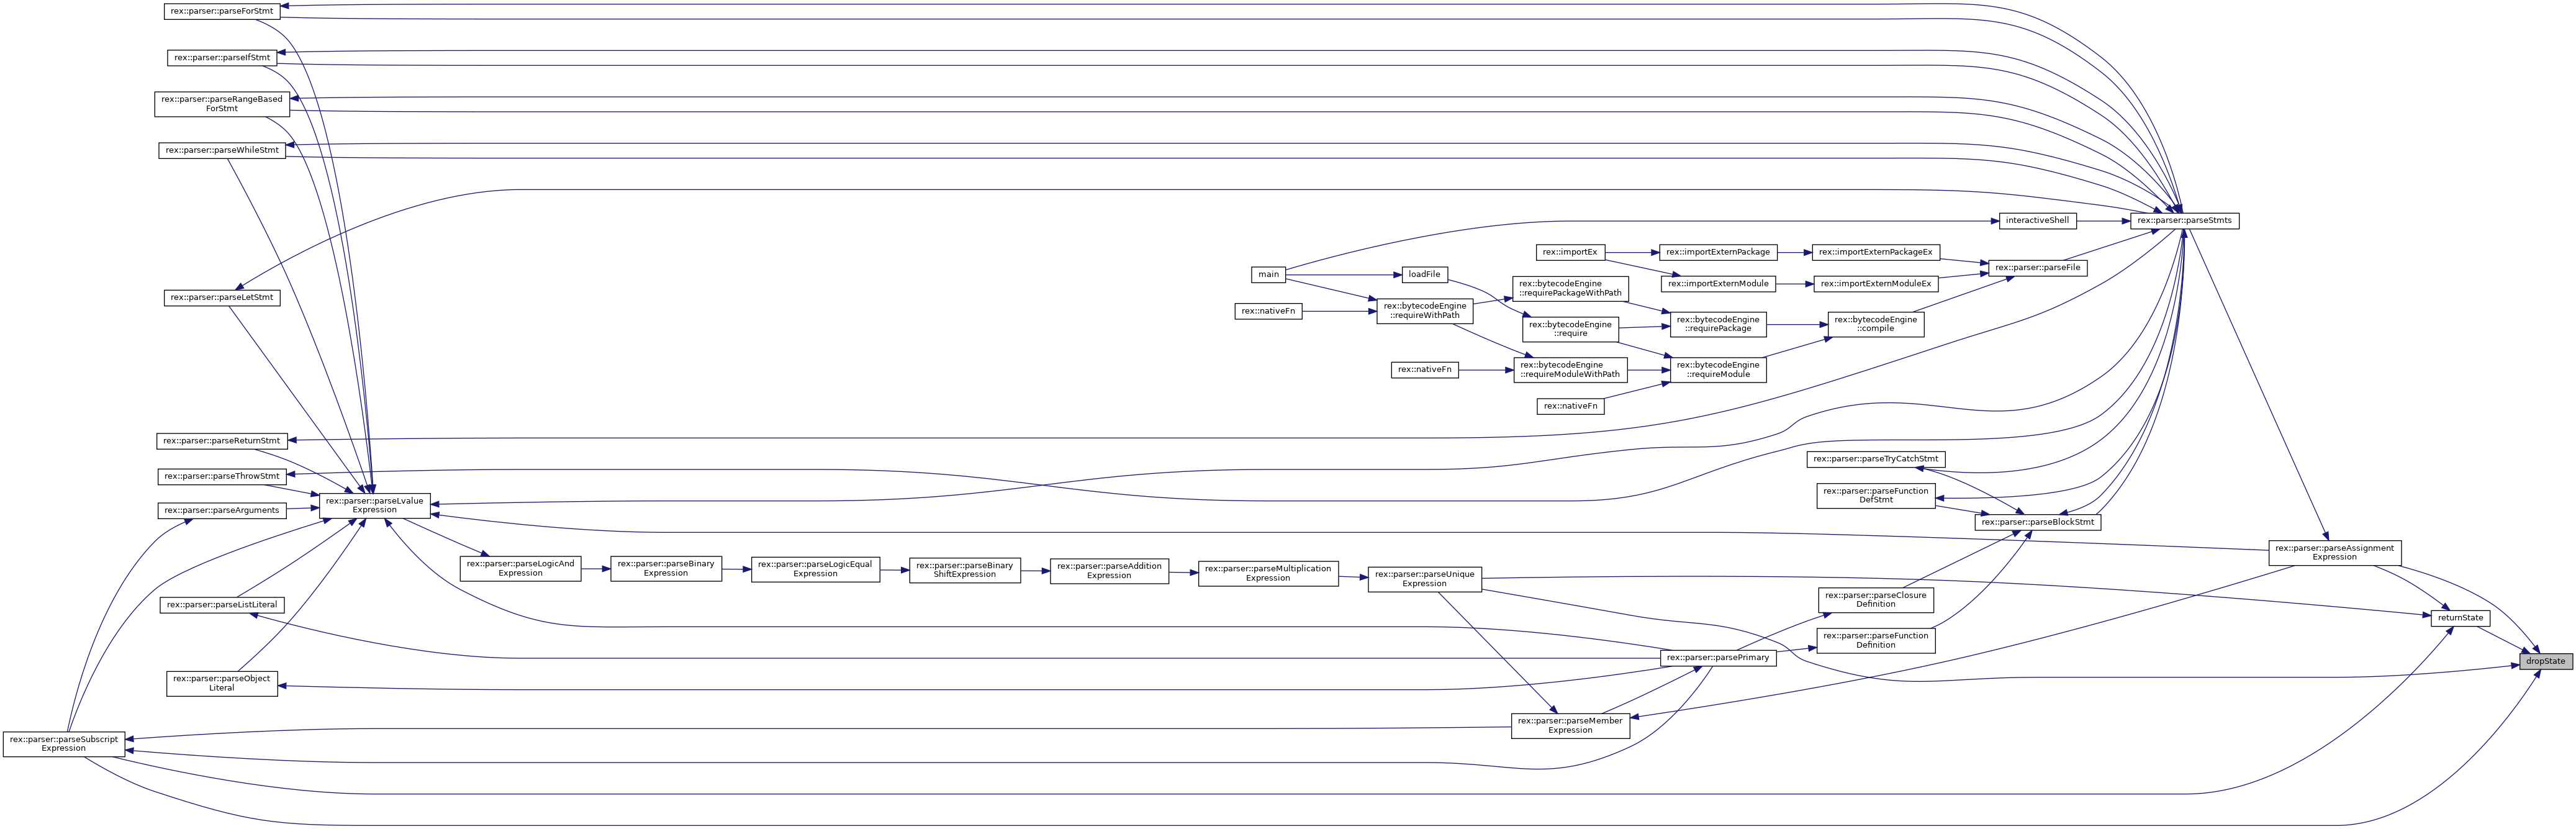 rex::parser::parseForStmt
rex::parser::parseIfStmt
rex::parser::parseRangeBased
ForStmt
rex::parser::parseWhileStmt
rex::parser::parseLetStmt
rex::parser::parseReturnStmt
rex::parser::parseThrowStmt
rex::parser::parseArguments
rex::parser::parseListLiteral
rex::parser::parseObject
Literal
rex::parser::parseSubscript
Expression
rex::parser::parseLvalue
Expression
rex::parser::parseLogicAnd
Expression
rex::parser::parseBinary
Expression
rex::parser::parseLogicEqual
Expression
rex::parser::parseBinary
ShiftExpression
rex::parser::parseAddition
Expression
rex::parser::parseMultiplication
Expression
rex::parser::parseUnique
Expression
main
rex::nativeFn
loadFile
rex::bytecodeEngine
::requireWithPath
rex::nativeFn
rex::importEx
rex::bytecodeEngine
::requirePackageWithPath
rex::bytecodeEngine
::require
rex::bytecodeEngine
::requireModuleWithPath
rex::nativeFn
rex::importExternPackage
rex::importExternModule
rex::bytecodeEngine
::requirePackage
rex::bytecodeEngine
::requireModule
rex::importExternPackageEx
rex::importExternModuleEx
rex::bytecodeEngine
::compile
interactiveShell
rex::parser::parseFile
rex::parser::parseStmts
rex::parser::parseTryCatchStmt
rex::parser::parseFunction
DefStmt
rex::parser::parseBlockStmt
rex::parser::parseClosure
Definition
rex::parser::parseFunction
Definition
rex::parser::parsePrimary
rex::parser::parseMember
Expression
rex::parser::parseAssignment
Expression
returnState
dropState